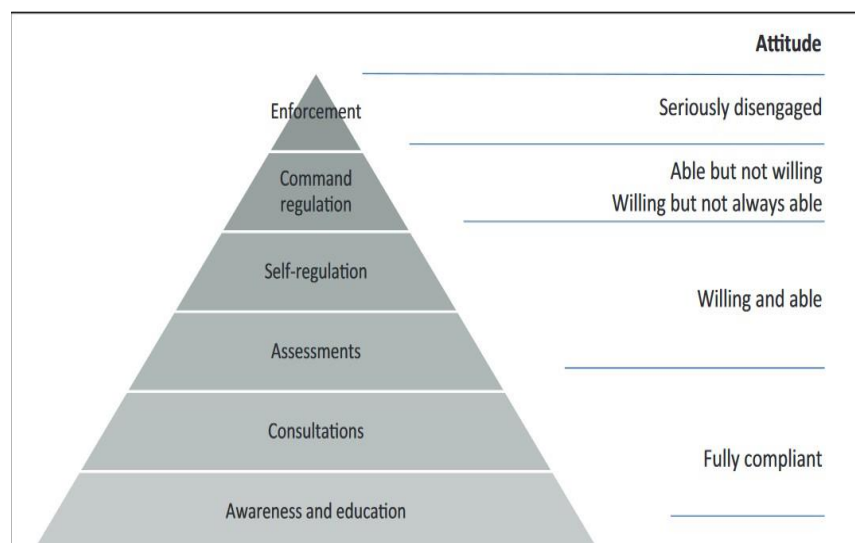 Attitude
Enforcement
Seriously disengaged
Command
regulation
Able but not willing
Willing but not always able
Self-regulation
Willing and able
Assessments
Consultations
Fully compliant
Awareness and education